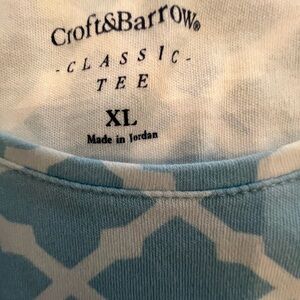 Croft&Barrow®
-CLASSIC-
TEE
XL
Made in Jordan